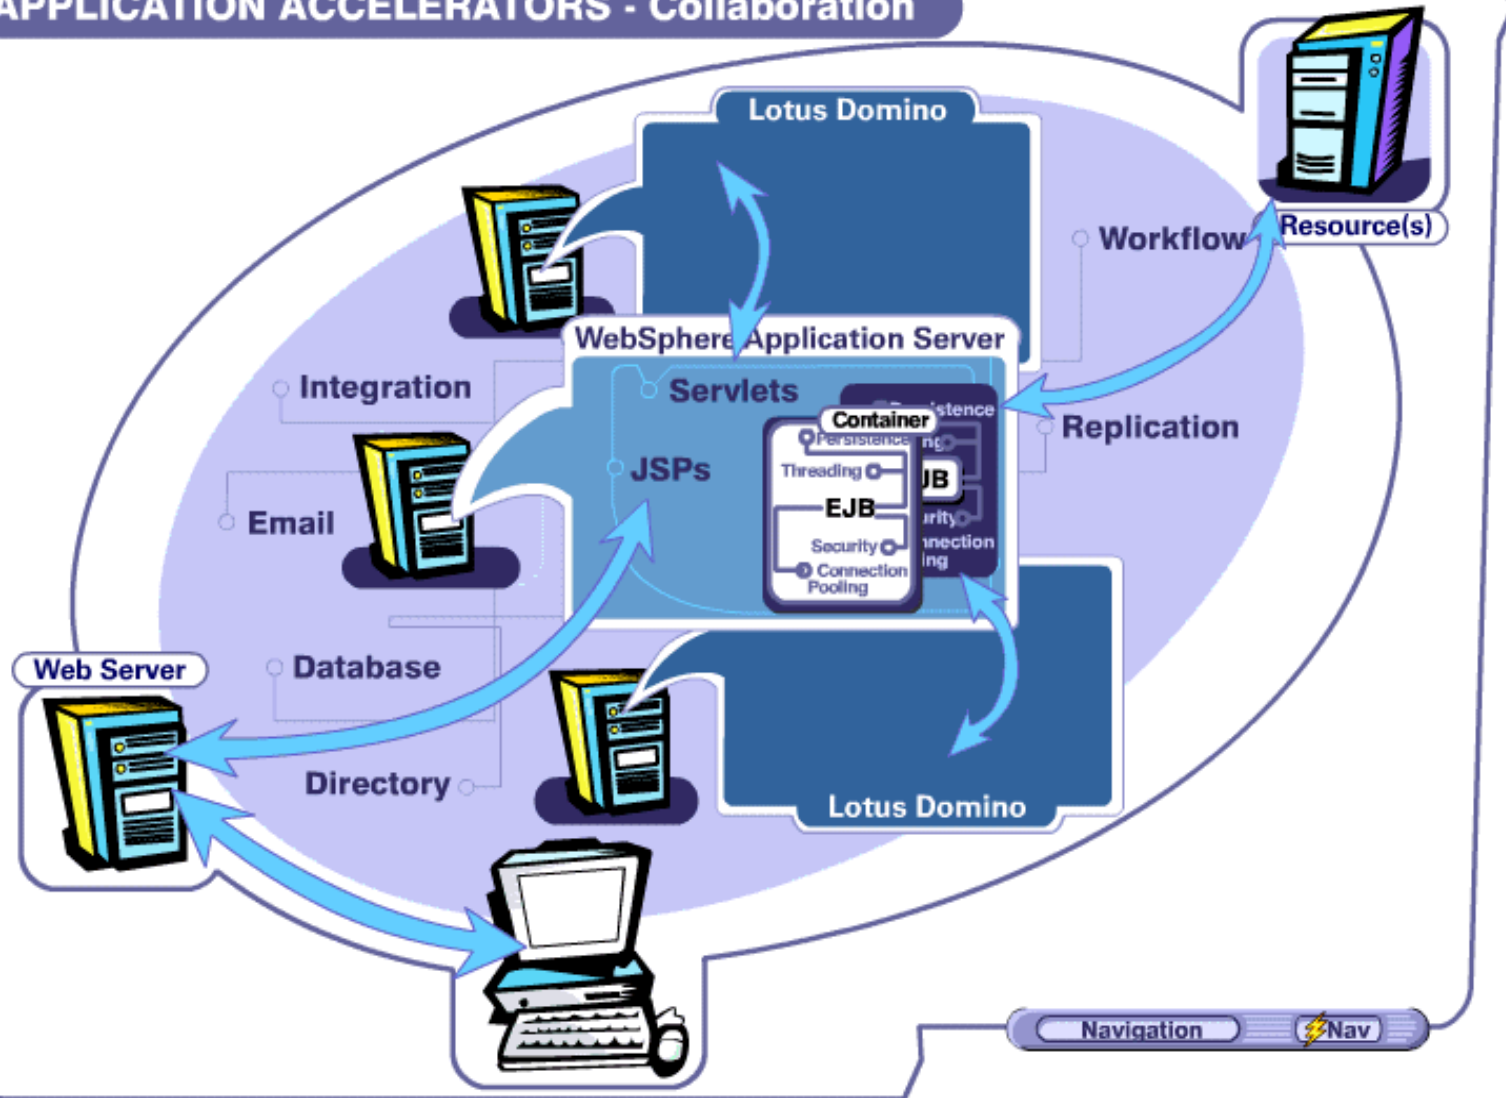 APPLICATION ACCELERATORS - Collaboration
Lotus Domino
Resource(s)
Workflow
WebSphere Application Server
Integration
Servlets
Container
Persistence
Replication
JSPs
Threading
EJB
Email
Security
Connection
Pooling
Web Server
Database
Directory
Lotus Domino
Navigation
Nav